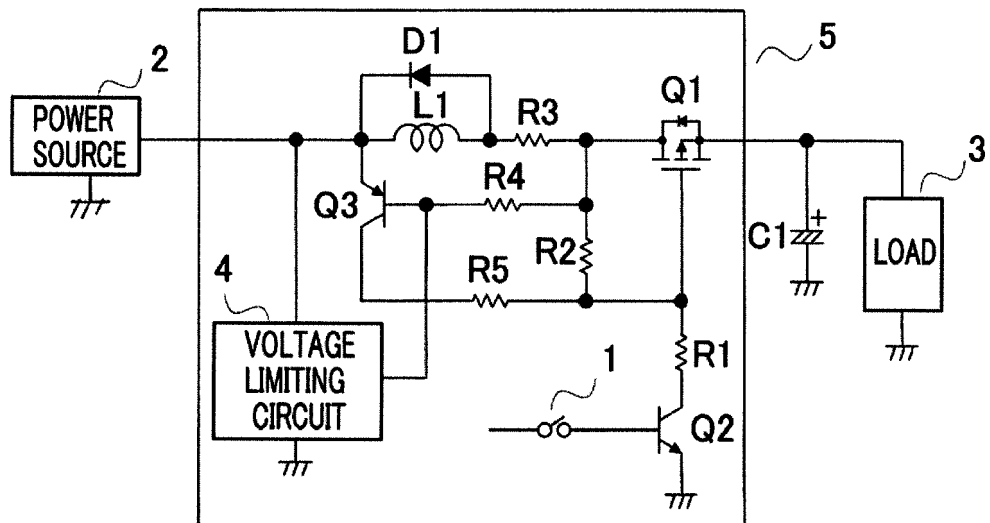 2
POWER
SOURCE
D1
L1
R3
Q1
5
3
Q3
R4
R2
R5
C1
+
LOAD
4
VOLTAGE
LIMITING
CIRCUIT
1
R1
Q2